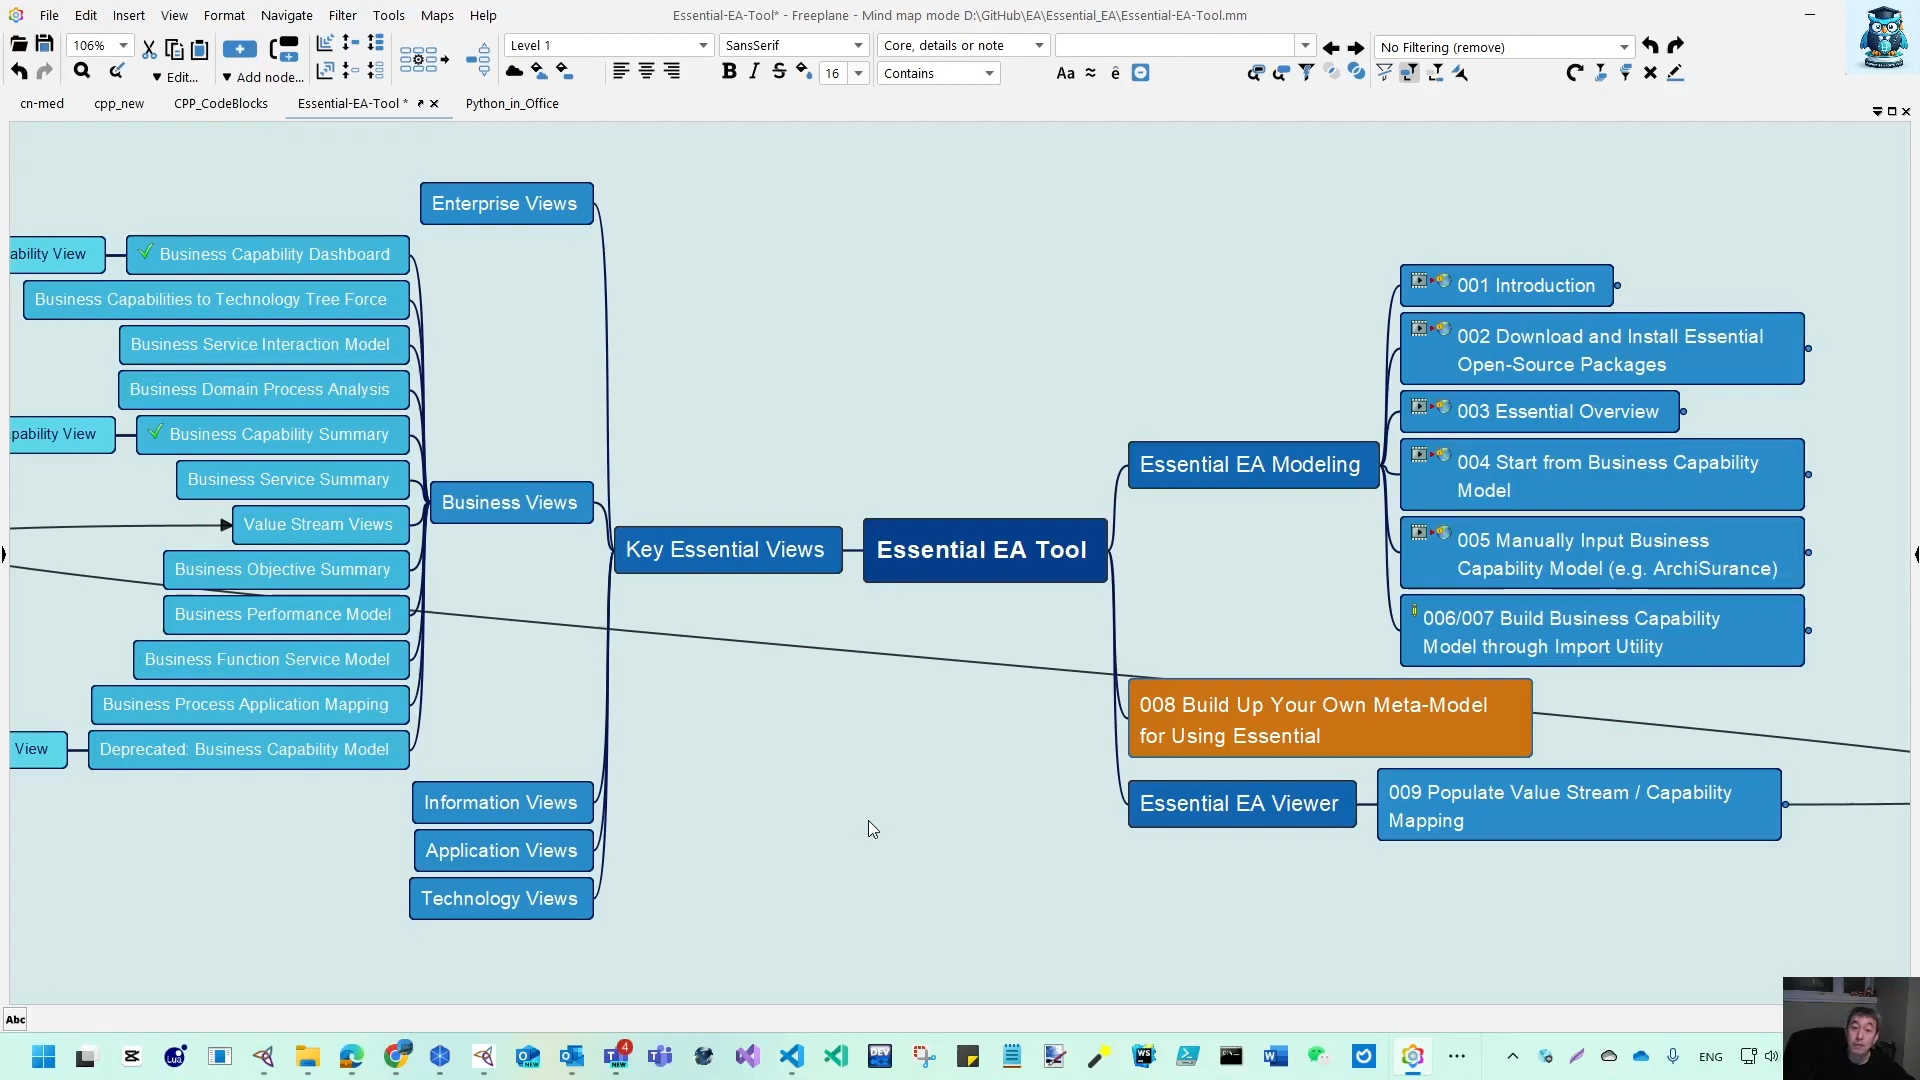 File Edit Insert View Format Navigate Filter Tools Maps Help
Essential-EA-Tool* - Freeplane - Mind map mode D:\GitHub\EA\Essential_EA\Essential-EA-Tool.mm
106%
Level 1
SansSerif
Core, details or note
No Filtering (remove)
Edit...
Add node...
B I S
16
Contains
Aa ≈ ê
cn-med
cpp_new
CPP_CodeBlocks
Essential-EA-Tool *
Python_in_Office
Enterprise Views
ability View
Business Capability Dashboard
Business Capabilities to Technology Tree Force
Business Service Interaction Model
Business Domain Process Analysis
pability View
Business Capability Summary
Business Service Summary
Value Stream Views
Business Objective Summary
Business Performance Model
Business Function Service Model
Business Process Application Mapping
View
Deprecated: Business Capability Model
Business Views
Information Views
Application Views
Technology Views
Key Essential Views
Essential EA Tool
Essential EA Modeling
001 Introduction
002 Download and Install Essential
Open-Source Packages
003 Essential Overview
004 Start from Business Capability
Model
005 Manually Input Business
Capability Model (e.g. ArchiSurance)
006/007 Build Business Capability
Model through Import Utility
008 Build Up Your Own Meta-Model
for Using Essential
Essential EA Viewer
009 Populate Value Stream / Capability
Mapping
Abc
Lua
NEW
4
NEW
DEV
WS
ENG